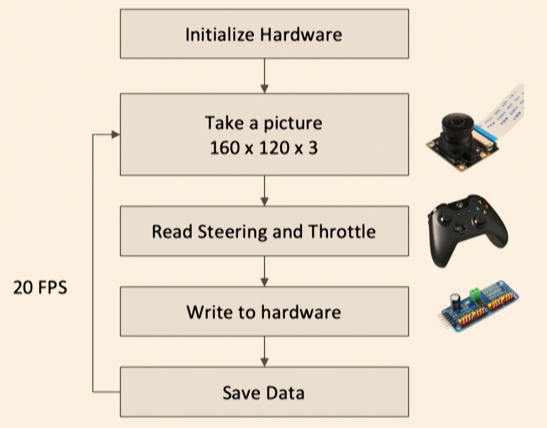 Initialize Hardware
Take a picture
160 x 120 x 3
Read Steering and Throttle
20 FPS
Write to hardware
Save Data